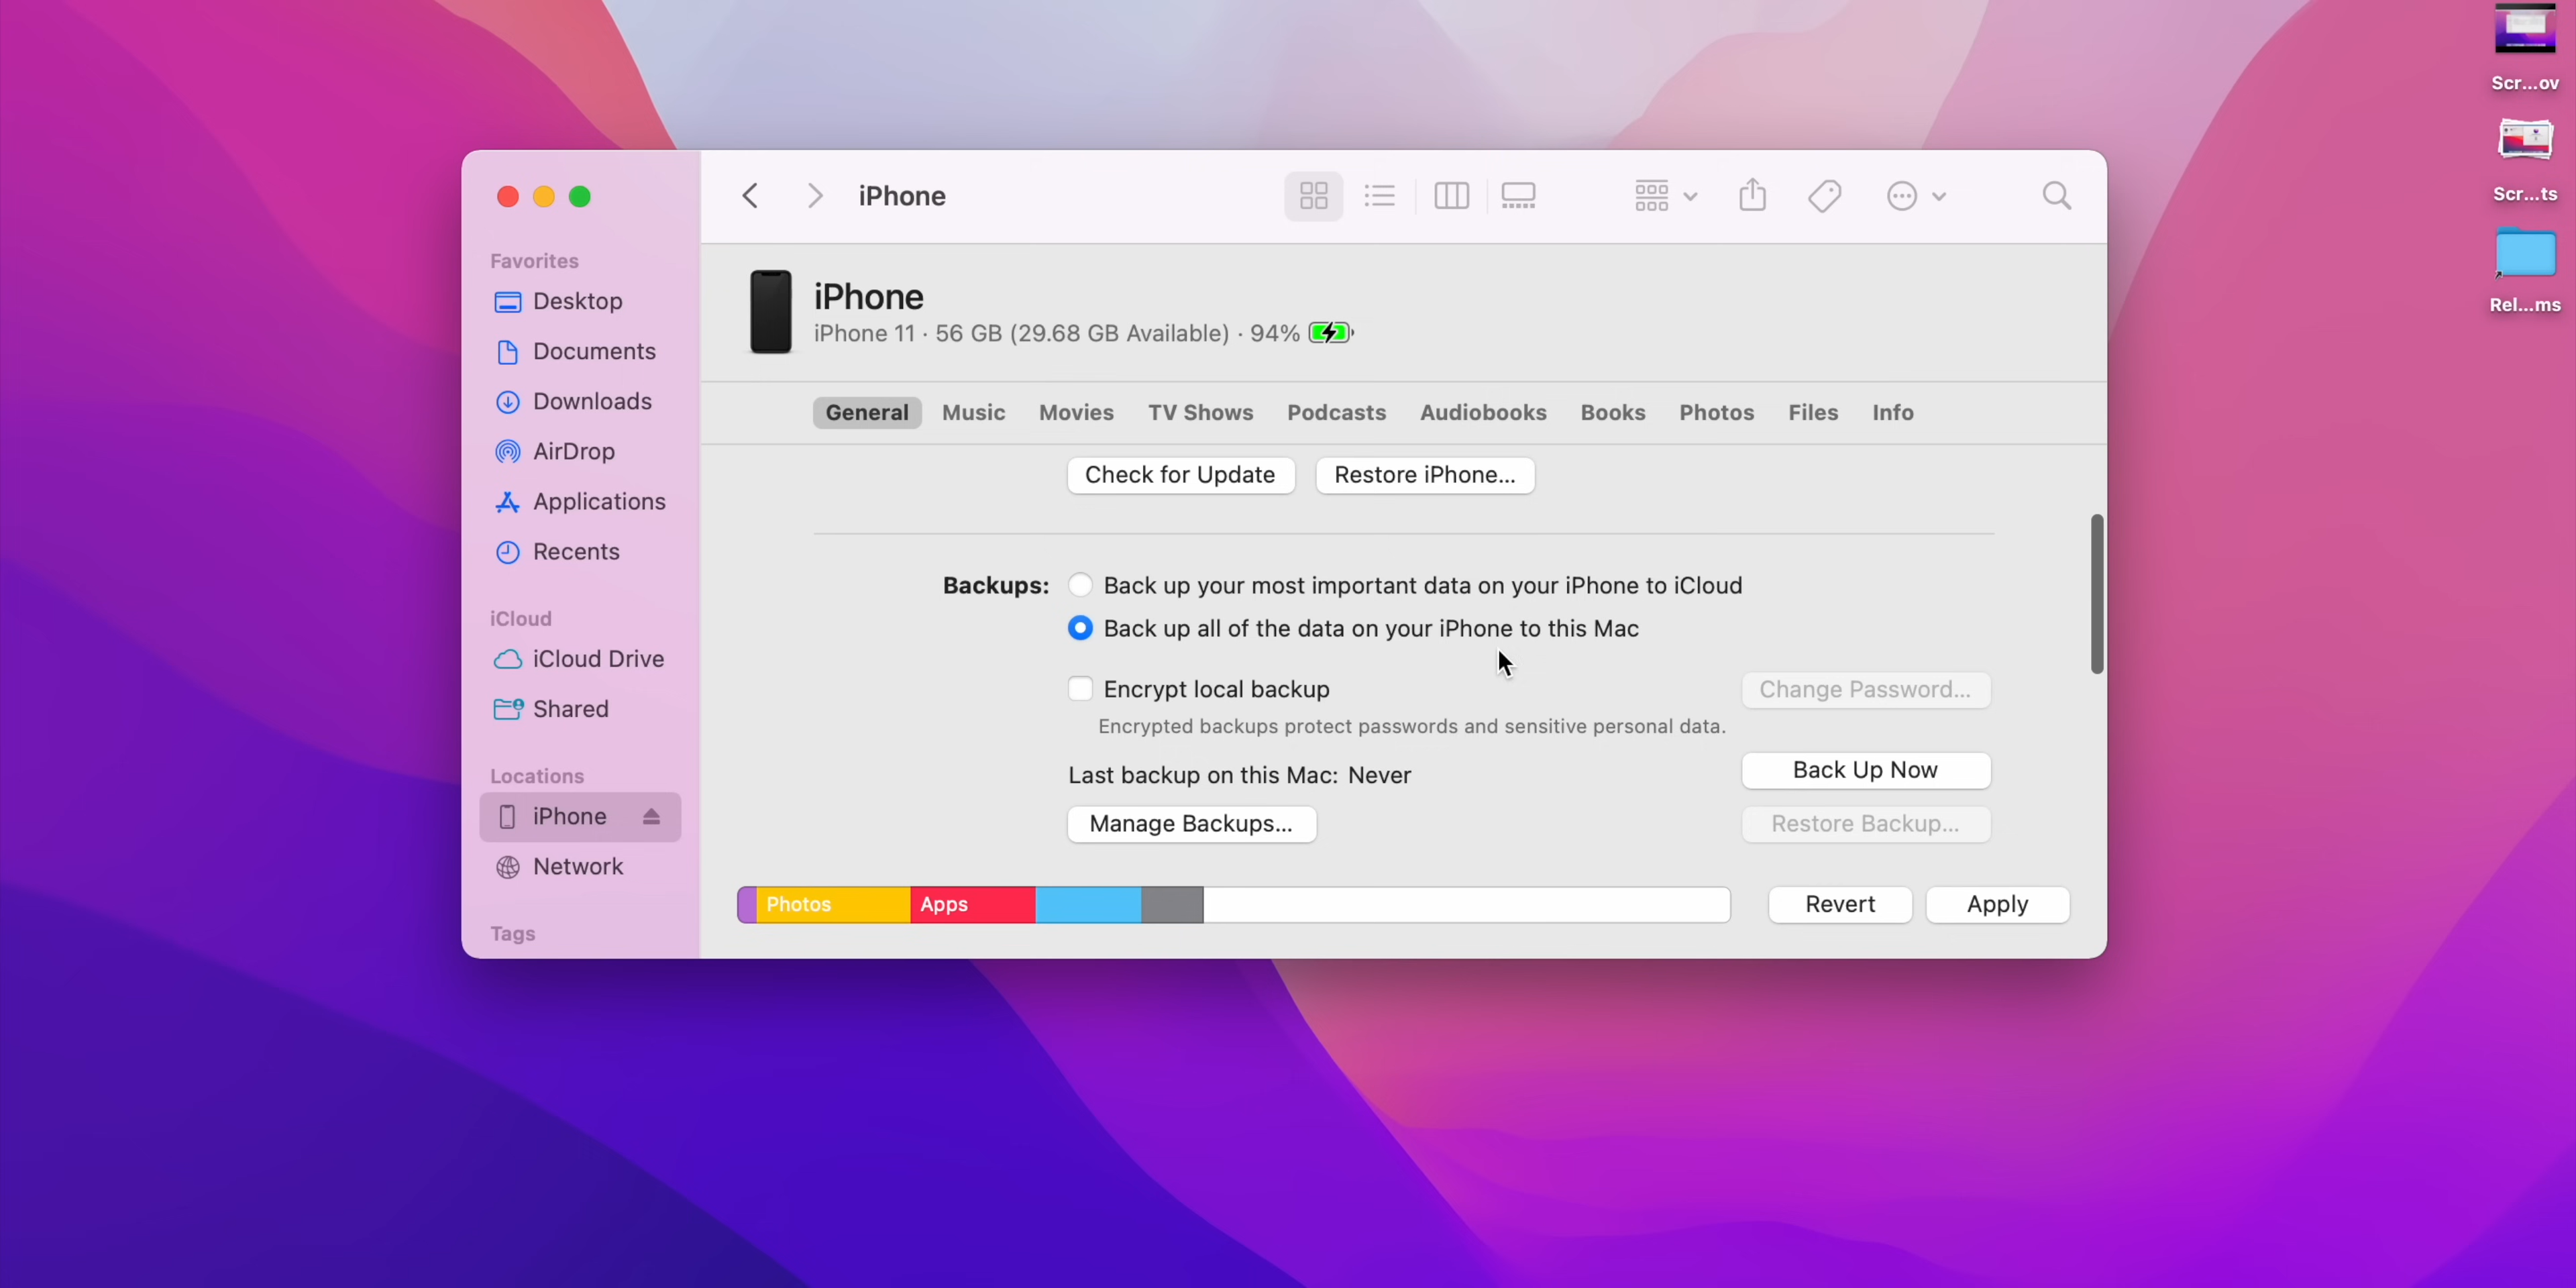 Scr...ov
Scr...ts
Rel...ms
iPhone
Favorites
Desktop
Documents
Downloads
AirDrop
Applications
Recents
iCloud
iCloud Drive
Shared
Locations
iPhone
Network
Tags
iPhone
iPhone 11 · 56 GB (29.68 GB Available) · 94%
General Music Movies TV Shows Podcasts Audiobooks Books Photos Files Info
Check for Update Restore iPhone...
Backups: Back up your most important data on your iPhone to iCloud
Back up all of the data on your iPhone to this Mac
Encrypt local backup Change Password...
Encrypted backups protect passwords and sensitive personal data.
Last backup on this Mac: Never Back Up Now
Manage Backups... Restore Backup...
Photos Apps Revert Apply